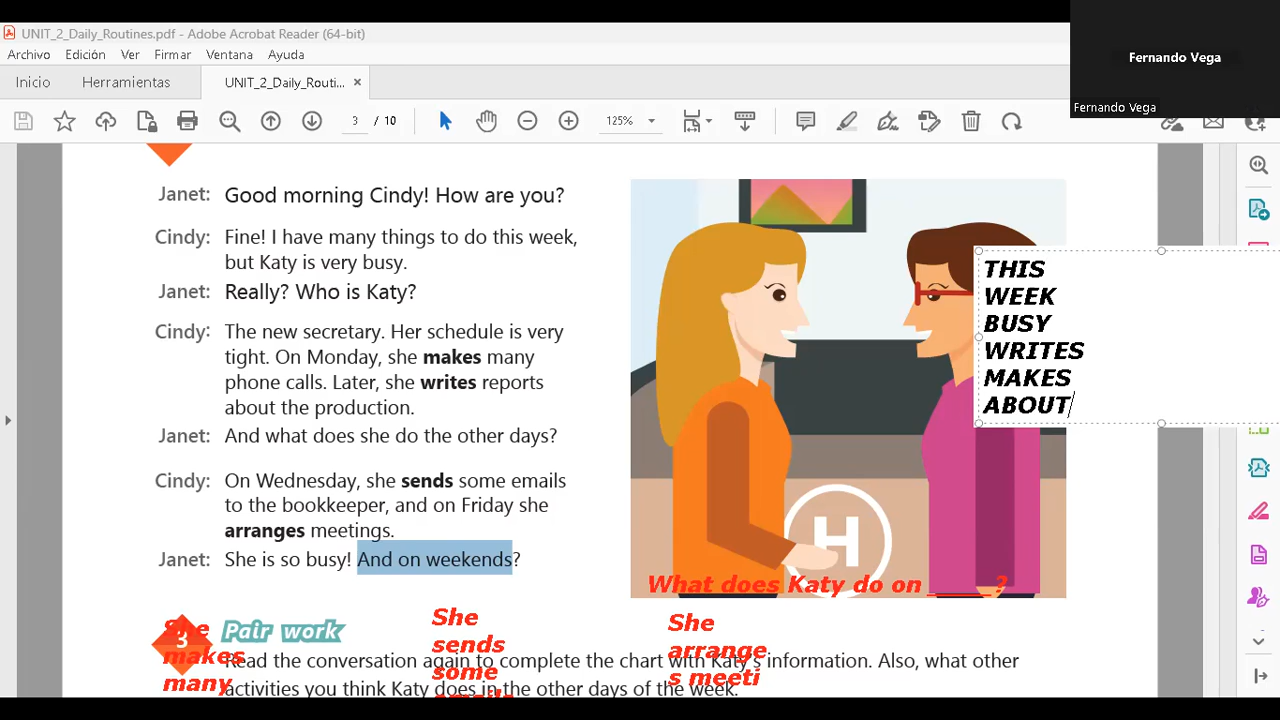 UNIT_2_Daily_Routines.pdf - Adobe Acrobat Reader (64-bit)
Archivo Edición Ver Firmar Ventana Ayuda
Inicio Herramientas UNIT_2_Daily_Routi... ×
3 / 10 125%
Fernando Vega
Fernando Vega
Janet: Good morning Cindy! How are you?
Cindy: Fine! I have many things to do this week,
but Katy is very busy.
Janet: Really? Who is Katy?
Cindy: The new secretary. Her schedule is very
tight. On Monday, she makes many
phone calls. Later, she writes reports
about the production.
Janet: And what does she do the other days?
Cindy: On Wednesday, she sends some emails
to the bookkeeper, and on Friday she
arranges meetings.
Janet: She is so busy! And on weekends?
H
THIS
WEEK
BUSY
WRITES
MAKES
ABOUT
What does Katy do on _____?
3 Pair work
Read the conversation again to complete the chart with Katy's information. Also, what other
activities you think Katy does in the other days of the week.
She
makes
many
She
sends
some
emails
She
arrange
s meeti